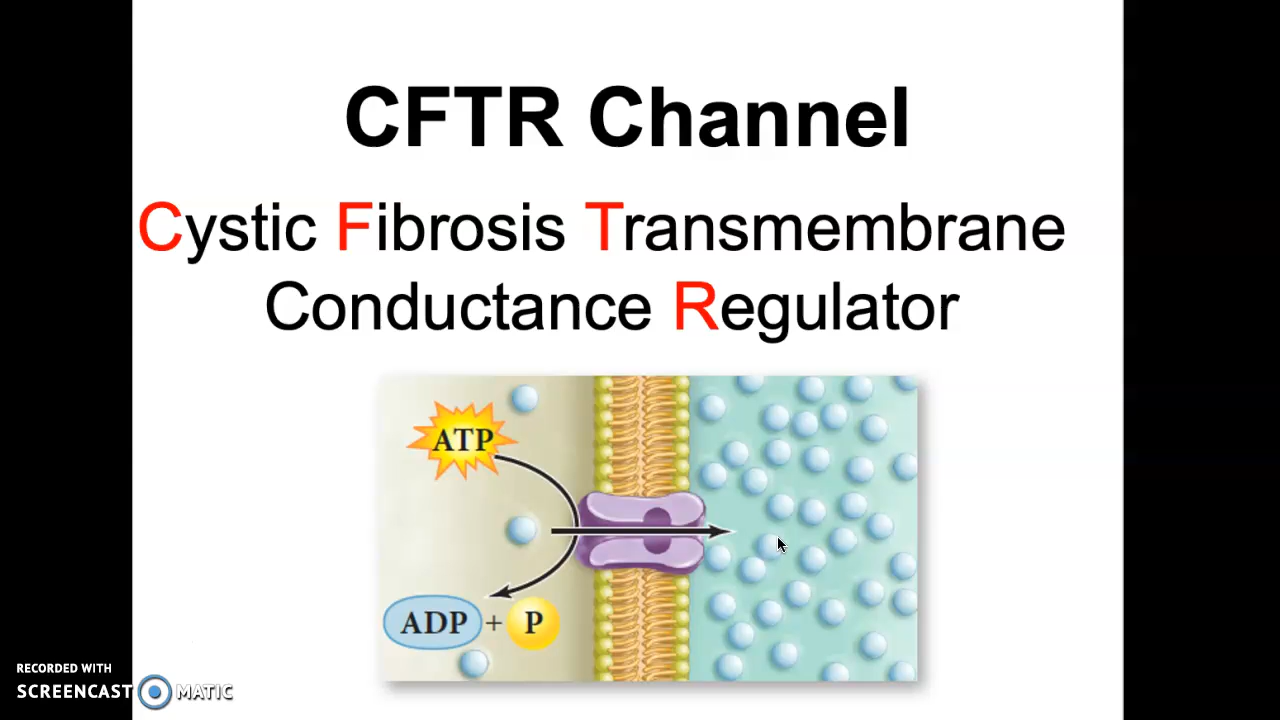 CFTR Channel
Cystic Fibrosis Transmembrane
Conductance Regulator
ATP
ADP + P
RECORDED WITH
SCREENCAST MATIC